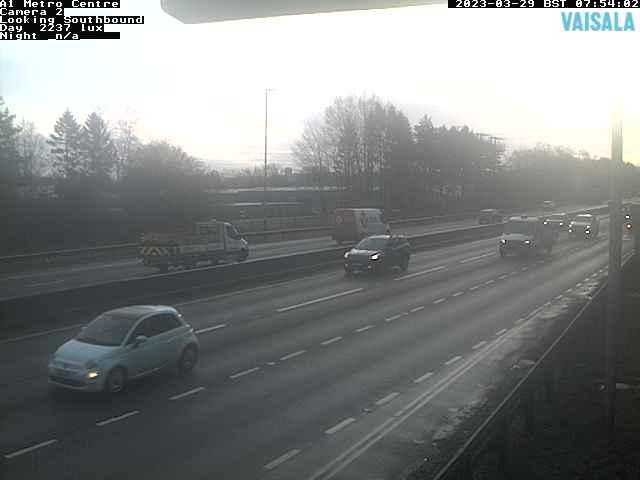 A1 Metro Centre
Camera 2
Looking Southbound
Day 2237 lux
Night _n/a
2023-03-29 BST 07:54:02
VAISALA